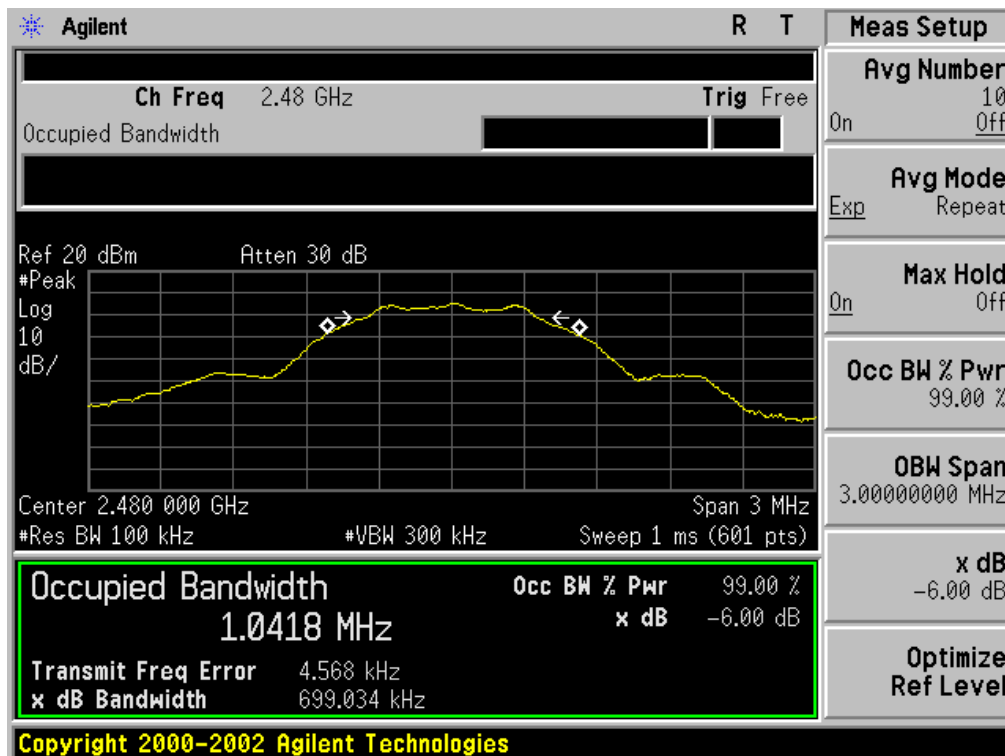 Agilent R T
Meas Setup
Ch Freq 2.48 GHz Trig Free
Occupied Bandwidth
Ref 20 dBm Atten 30 dB
#Peak
Log
10
dB/
Center 2.480 000 GHz Span 3 MHz
#Res BW 100 kHz #VBW 300 kHz Sweep 1 ms (601 pts)
Occupied Bandwidth Occ BW % Pwr 99.00 %
1.0418 MHz x dB -6.00 dB
Transmit Freq Error 4.568 kHz
x dB Bandwidth 699.034 kHz
Avg Number
10
On Off
Avg Mode
Exp Repeat
Max Hold
On Off
Occ BW % Pwr
99.00 %
OBW Span
3.00000000 MHz
x dB
-6.00 dB
Optimize
Ref Level
Copyright 2000-2002 Agilent Technologies